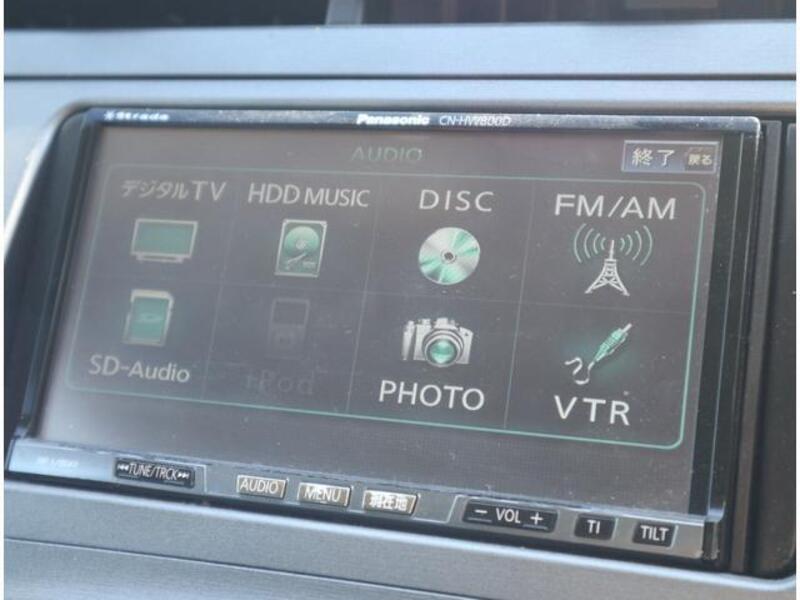 Strada
Panasonic CN-HW800D
AUDIO
終了 戻る
デジタルTV HDD MUSIC DISC FM/AM
SD-Audio iPod PHOTO VTR
TUNE/TRCK
AUDIO MENU 現在地 − VOL + TI TILT